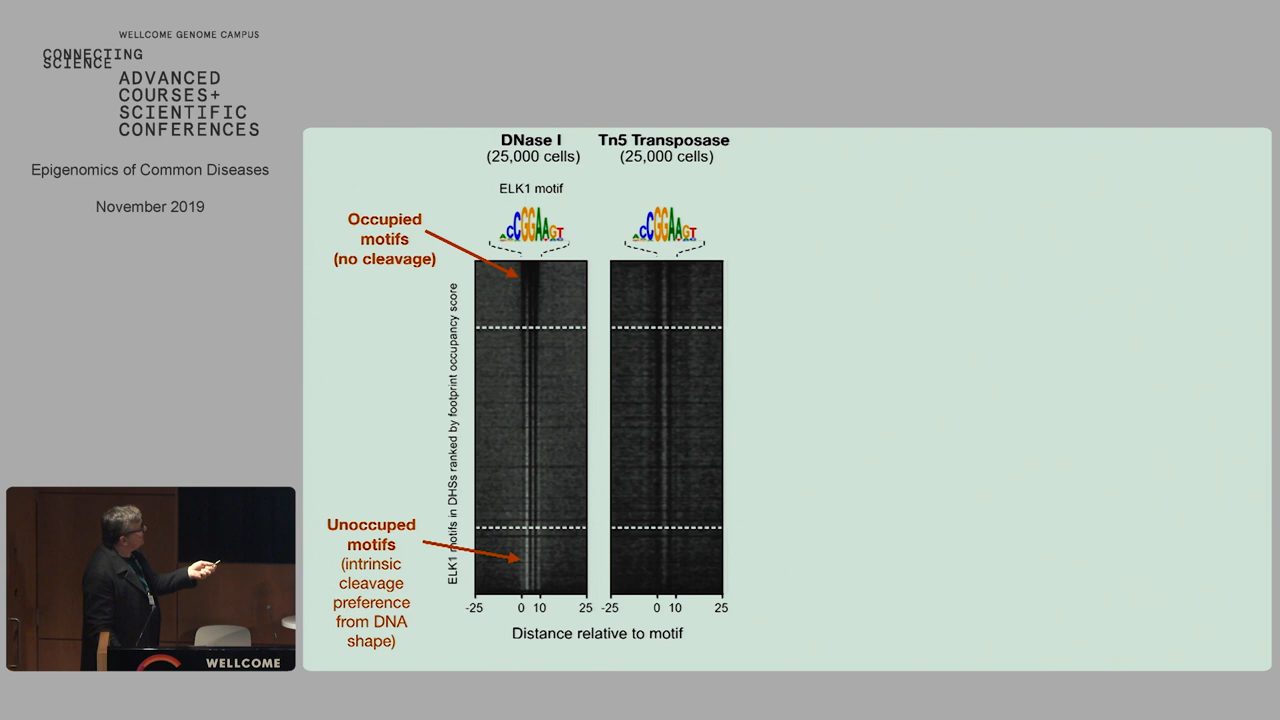 WELLCOME GENOME CAMPUS
CONNECTING
SCIENCE
ADVANCED
COURSES+
SCIENTIFIC
CONFERENCES
Epigenomics of Common Diseases
November 2019
DNase I
(25,000 cells)
Tn5 Transposase
(25,000 cells)
ELK1 motif
Occupied
motifs
(no cleavage)
ELK1 motifs in DHSs ranked by footprint occupancy score
Unoccuped
motifs
(intrinsic
cleavage
preference
from DNA
shape)
-25 0 10 25
-25 0 10 25
Distance relative to motif
WELLCOME